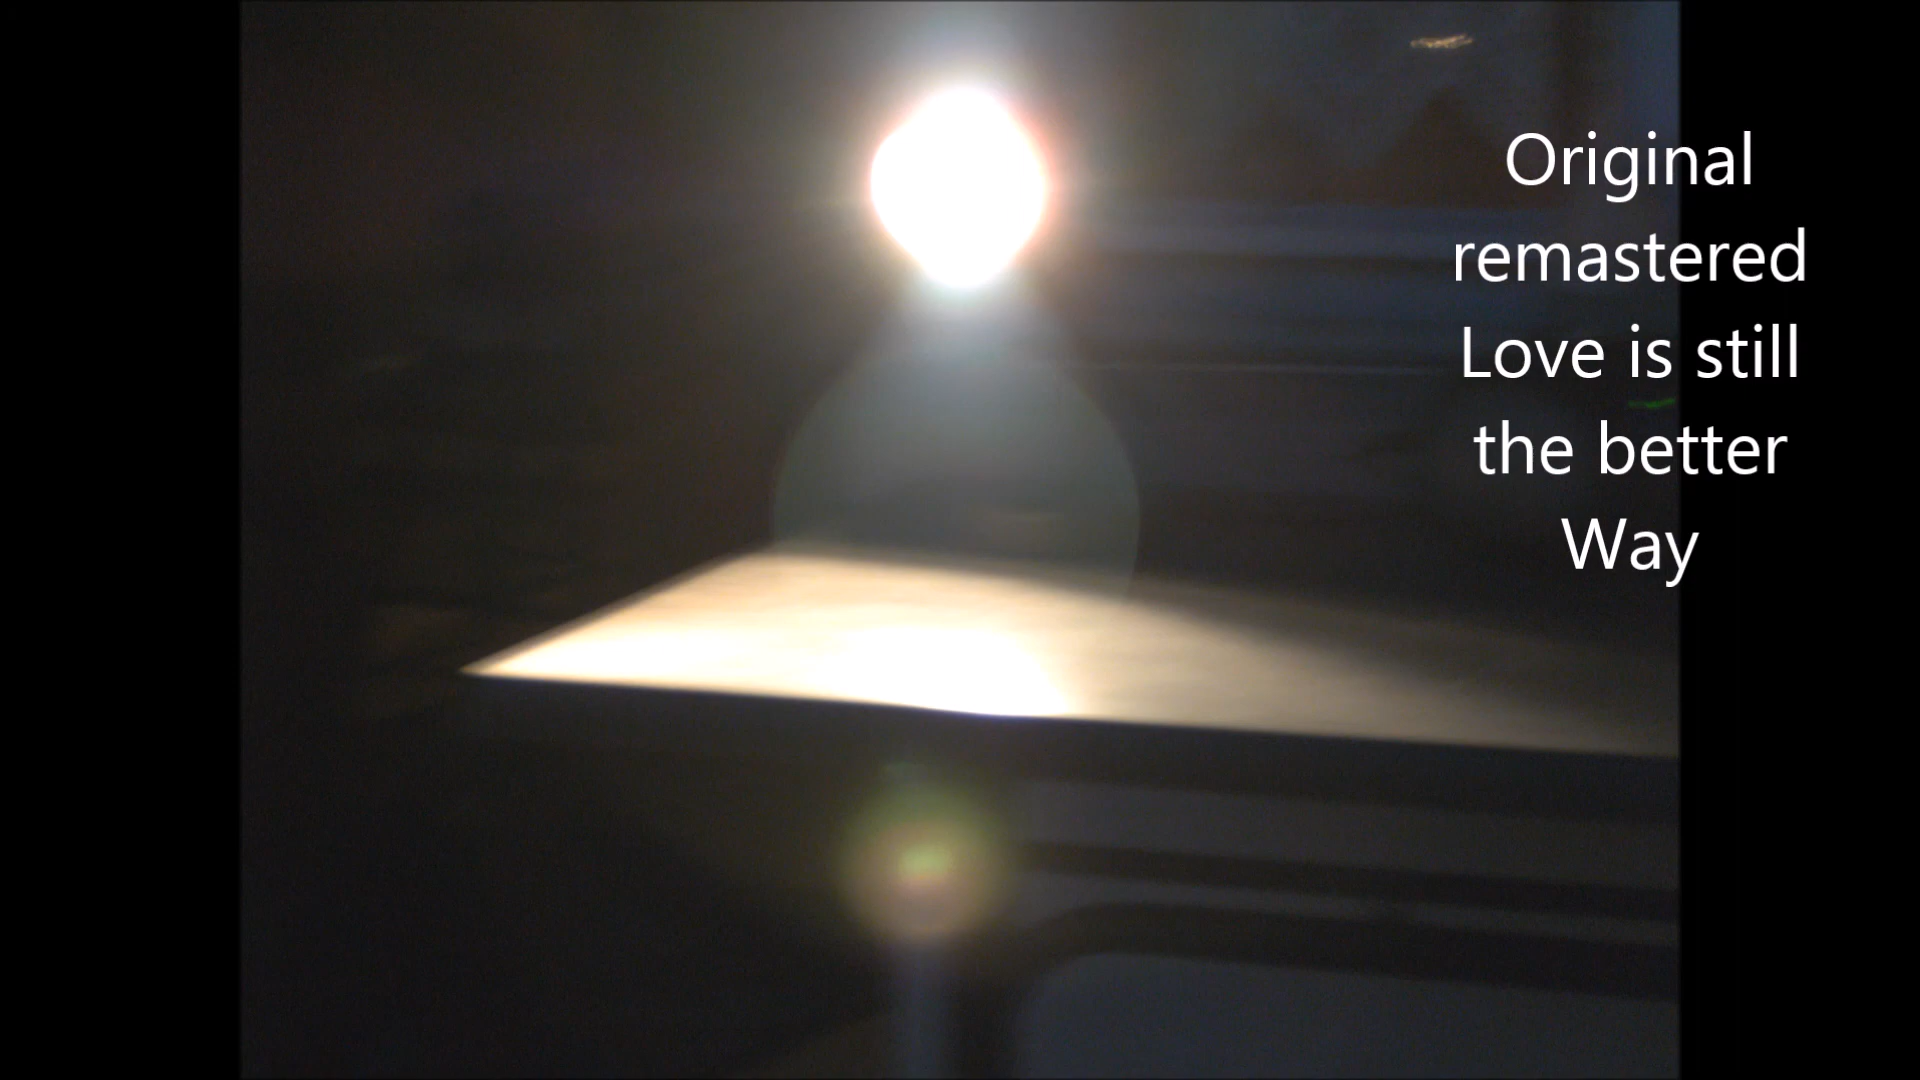 Original
remastered
Love is still
the better
Way